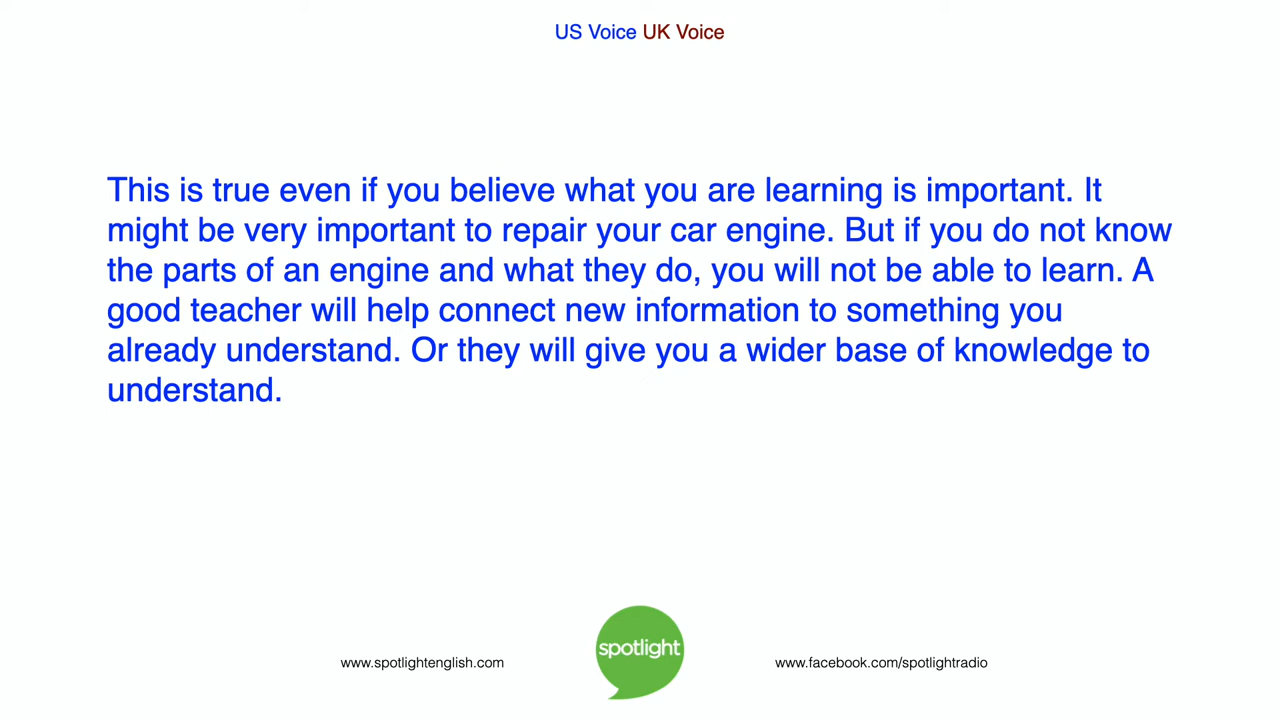 US Voice UK Voice
This is true even if you believe what you are learning is important. It
might be very important to repair your car engine. But if you do not know
the parts of an engine and what they do, you will not be able to learn. A
good teacher will help connect new information to something you
already understand. Or they will give you a wider base of knowledge to
understand.
spotlight
www.spotlightenglish.com
www.facebook.com/spotlightradio